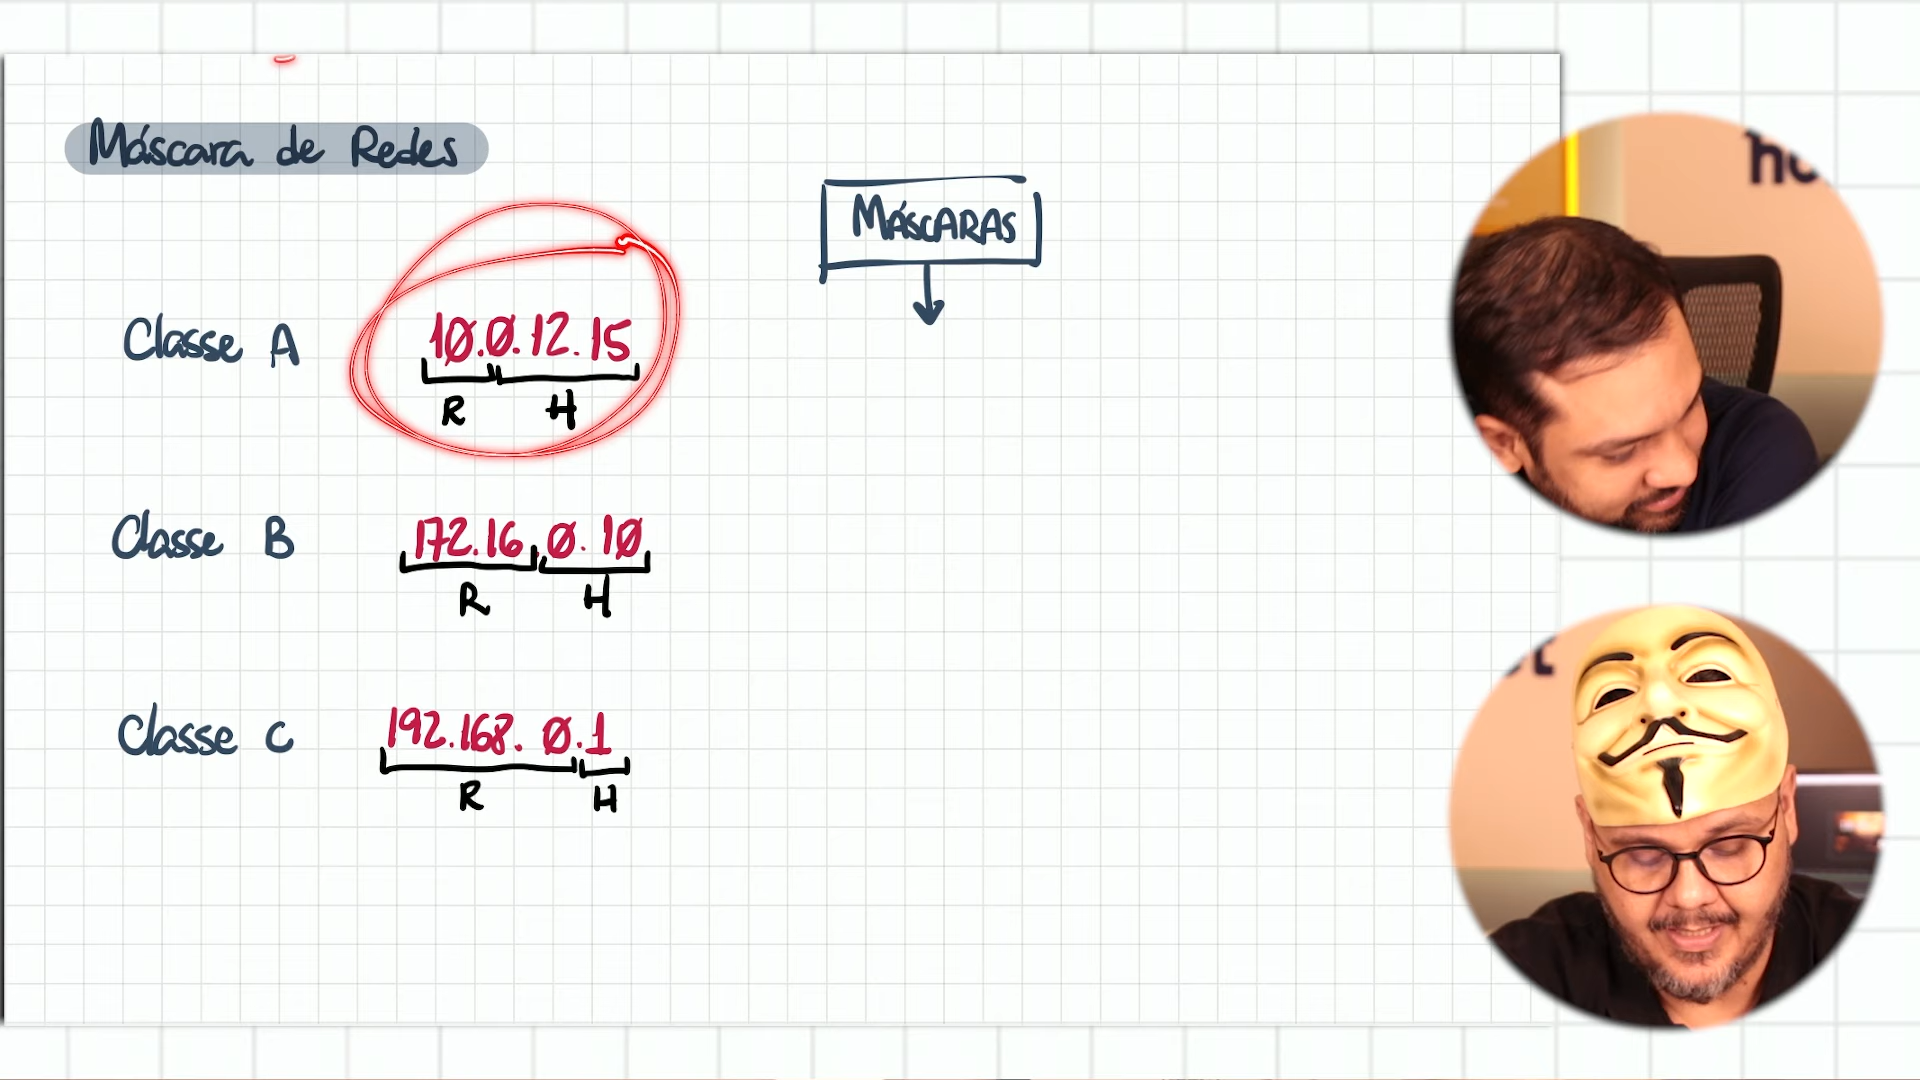 Máscara de Redes
MÁSCARAS
Classe A 10.0.12.15
R H
Classe B 172.16.0.10
R H
Classe C 192.168.0.1
R H